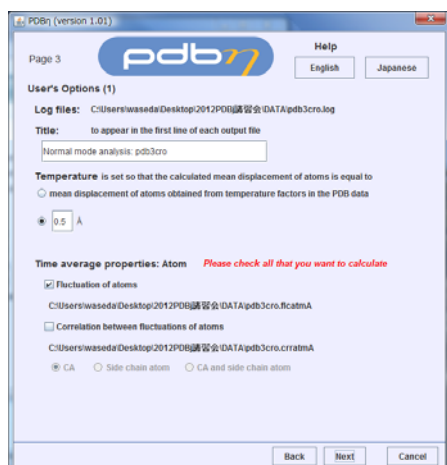 PDBη (version 1.01)
Page 3
pdbη
Help
English
Japanese
User's Options (1)
Log files: C:\Users\waseda\Desktop\2012PDBj講習会\DATA\pdb3cro.log
Title: to appear in the first line of each output file
Normal mode analysis: pdb3cro
Temperature is set so that the calculated mean displacement of atoms is equal to
mean displacement of atoms obtained from temperature factors in the PDB data
0.5 Å
Time average properties: Atom Please check all that you want to calculate
Fluctuation of atoms
C:\Users\waseda\Desktop\2012PDBj講習会\DATA\pdb3cro.flcatmA
Correlation between fluctuations of atoms
C:\Users\waseda\Desktop\2012PDBj講習会\DATA\pdb3cro.crratmA
CA Side chain atom CA and side chain atom
Back Next Cancel